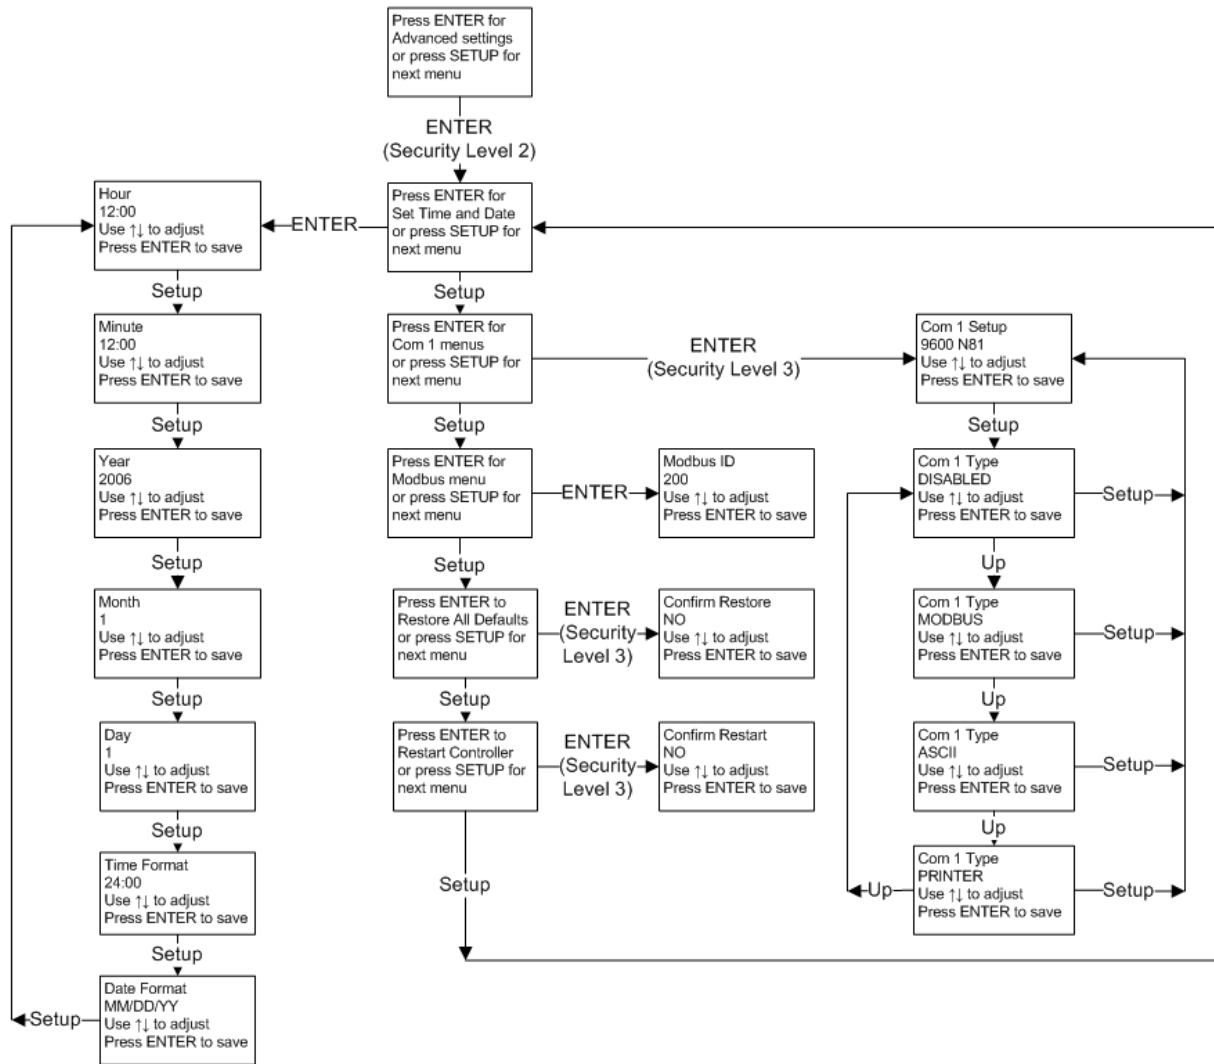 Press ENTER for
Advanced settings
or press SETUP for
next menu
ENTER
(Security Level 2)
Hour
12:00
Use ↑↓ to adjust
Press ENTER to save
ENTER
Press ENTER for
Set Time and Date
or press SETUP for
next menu
Setup
Setup
Minute
12:00
Use ↑↓ to adjust
Press ENTER to save
Press ENTER for
Com 1 menus
or press SETUP for
next menu
ENTER
(Security Level 3)
Com 1 Setup
9600 N81
Use ↑↓ to adjust
Press ENTER to save
Setup
Setup
Setup
Year
2006
Use ↑↓ to adjust
Press ENTER to save
Press ENTER for
Modbus menu
or press SETUP for
next menu
ENTER
Modbus ID
200
Use ↑↓ to adjust
Press ENTER to save
Com 1 Type
DISABLED
Use ↑↓ to adjust
Press ENTER to save
Setup
Setup
Setup
Up
Month
1
Use ↑↓ to adjust
Press ENTER to save
Press ENTER to
Restore All Defaults
or press SETUP for
next menu
ENTER
(Security
Level 3)
Confirm Restore
NO
Use ↑↓ to adjust
Press ENTER to save
Com 1 Type
MODBUS
Use ↑↓ to adjust
Press ENTER to save
Setup
Setup
Setup
Up
Day
1
Use ↑↓ to adjust
Press ENTER to save
Press ENTER to
Restart Controller
or press SETUP for
next menu
ENTER
(Security
Level 3)
Confirm Restart
NO
Use ↑↓ to adjust
Press ENTER to save
Com 1 Type
ASCII
Use ↑↓ to adjust
Press ENTER to save
Setup
Setup
Up
Time Format
24:00
Use ↑↓ to adjust
Press ENTER to save
Setup
Up
Com 1 Type
PRINTER
Use ↑↓ to adjust
Press ENTER to save
Setup
Setup
Date Format
MM/DD/YY
Use ↑↓ to adjust
Press ENTER to save
Setup